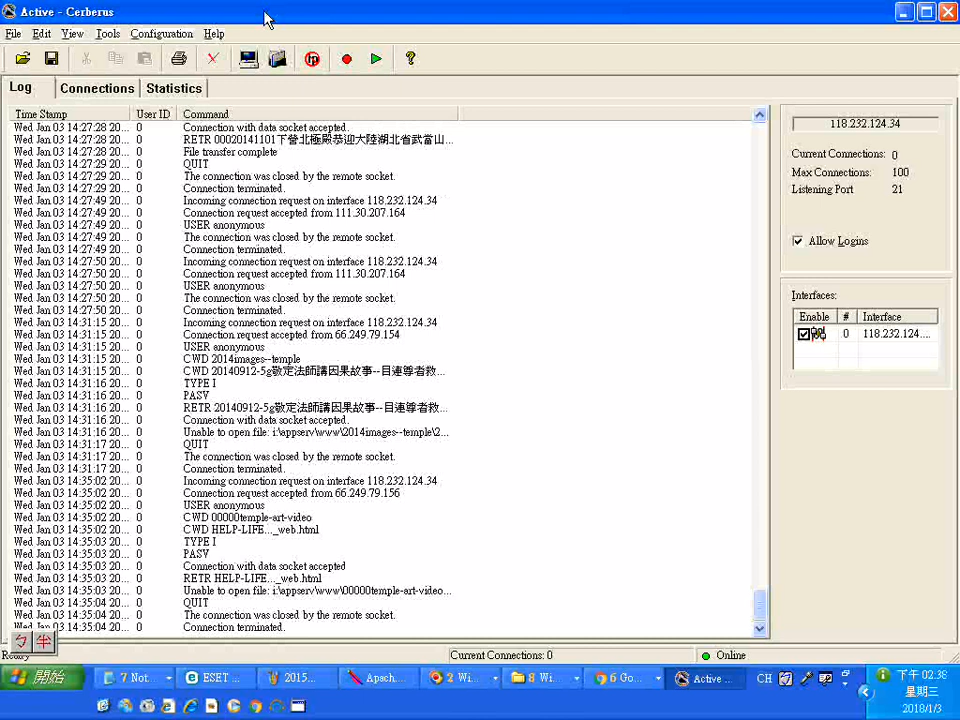 Active - Cerberus
File Edit View Tools Configuration Help
Log Connections Statistics
Time Stamp User ID Command
Wed Jan 03 14:27:28 20... 0 Connection with data socket accepted.
Wed Jan 03 14:27:28 20... 0 RETR 00020141101下營北極殿恭迎大陸湖北省武當山...
Wed Jan 03 14:27:28 20... 0 File transfer complete
Wed Jan 03 14:27:29 20... 0 QUIT
Wed Jan 03 14:27:29 20... 0 The connection was closed by the remote socket.
Wed Jan 03 14:27:29 20... 0 Connection terminated.
Wed Jan 03 14:27:49 20... 0 Incoming connection request on interface 118.232.124.34
Wed Jan 03 14:27:49 20... 0 Connection request accepted from 111.30.207.164
Wed Jan 03 14:27:49 20... 0 USER anonymous
Wed Jan 03 14:27:49 20... 0 The connection was closed by the remote socket.
Wed Jan 03 14:27:49 20... 0 Connection terminated.
Wed Jan 03 14:27:50 20... 0 Incoming connection request on interface 118.232.124.34
Wed Jan 03 14:27:50 20... 0 Connection request accepted from 111.30.207.164
Wed Jan 03 14:27:50 20... 0 USER anonymous
Wed Jan 03 14:27:50 20... 0 The connection was closed by the remote socket.
Wed Jan 03 14:27:50 20... 0 Connection terminated.
Wed Jan 03 14:31:15 20... 0 Incoming connection request on interface 118.232.124.34
Wed Jan 03 14:31:15 20... 0 Connection request accepted from 66.249.79.154
Wed Jan 03 14:31:15 20... 0 USER anonymous
Wed Jan 03 14:31:15 20... 0 CWD 2014images--temple
Wed Jan 03 14:31:15 20... 0 CWD 20140912-5g敬定法師講因果故事--目連尊者救...
Wed Jan 03 14:31:16 20... 0 TYPE I
Wed Jan 03 14:31:16 20... 0 PASV
Wed Jan 03 14:31:16 20... 0 RETR 20140912-5g敬定法師講因果故事--目連尊者救...
Wed Jan 03 14:31:16 20... 0 Connection with data socket accepted.
Wed Jan 03 14:31:16 20... 0 Unable to open file: i:\appserv\www\2014images--temple\2...
Wed Jan 03 14:31:17 20... 0 QUIT
Wed Jan 03 14:31:17 20... 0 The connection was closed by the remote socket.
Wed Jan 03 14:31:17 20... 0 Connection terminated.
Wed Jan 03 14:35:02 20... 0 Incoming connection request on interface 118.232.124.34
Wed Jan 03 14:35:02 20... 0 Connection request accepted from 66.249.79.156
Wed Jan 03 14:35:02 20... 0 USER anonymous
Wed Jan 03 14:35:02 20... 0 CWD 00000temple-art-video
Wed Jan 03 14:35:02 20... 0 CWD HELP-LIFE..._web.html
Wed Jan 03 14:35:03 20... 0 TYPE I
Wed Jan 03 14:35:03 20... 0 PASV
Wed Jan 03 14:35:03 20... 0 Connection with data socket accepted
Wed Jan 03 14:35:03 20... 0 RETR HELP-LIFE..._web.html
Wed Jan 03 14:35:03 20... 0 Unable to open file: i:\appserv\www\00000temple-art-video...
Wed Jan 03 14:35:04 20... 0 QUIT
Wed Jan 03 14:35:04 20... 0 The connection was closed by the remote socket.
Wed Jan 03 14:35:04 20... 0 Connection terminated.
118.232.124.34
Current Connections: 0
Max Connections: 100
Listening Port 21
Allow Logins
Interfaces:
Enable # Interface
0 118.232.124....
ㄅ 半
Current Connections: 0 Online
開始 7 Not. ESET ... 2015... Apach... 2 Wi... 8 Wi... 6 Go... Active ... CH 下午 02:38
星期三
2018/1/3